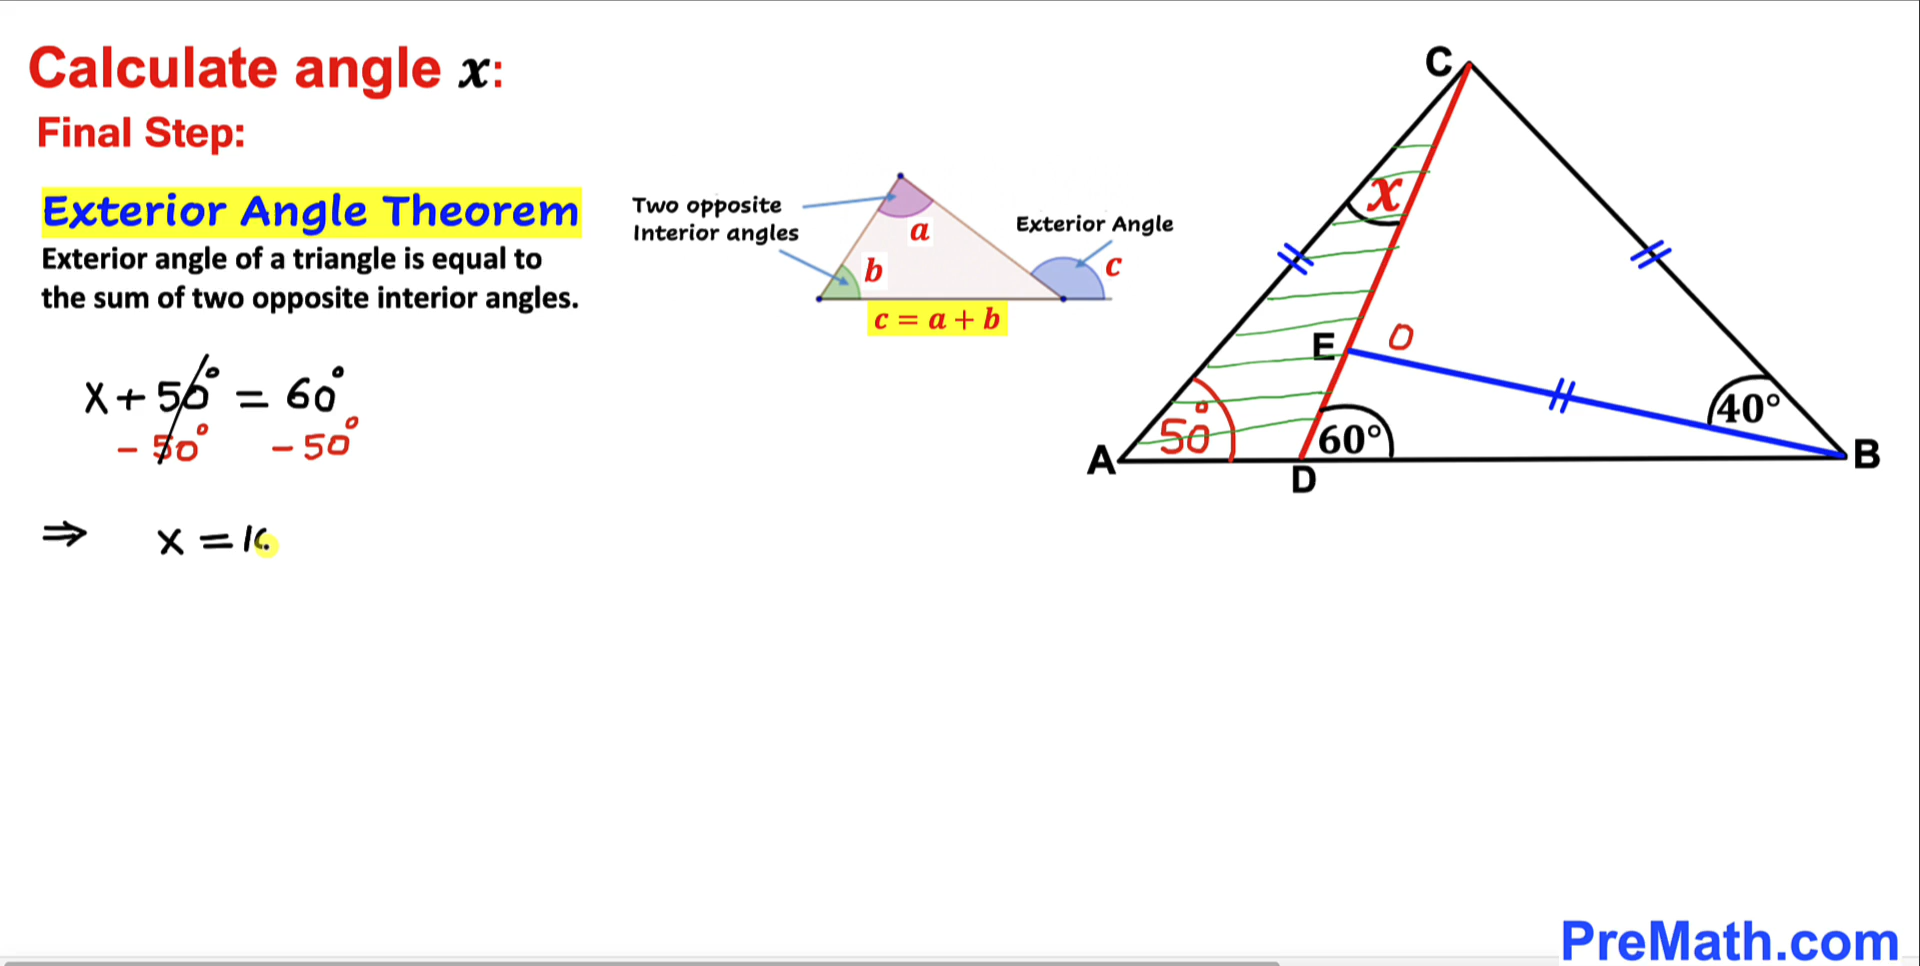 Calculate angle x:
Final Step:
Exterior Angle Theorem
Exterior angle of a triangle is equal to
the sum of two opposite interior angles.
Two opposite
Interior angles
a
b
Exterior Angle
c
c = a + b
x + 50° = 60°
- 50° - 50°
⇒ x = 1
C
x
E
O
50°
60°
40°
A
D
B
PreMath.com